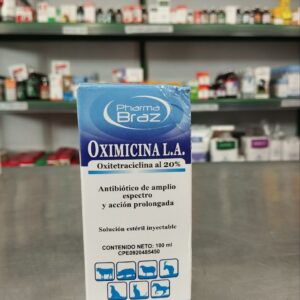 Pharma
Braz
OXIMICINA L.A.
Oxitetraciclina al 20%
Antibiótico de amplio
espectro
y acción prolongada
Solución estéril inyectable
CONTENIDO NETO: 100 ml
CPE0920485450